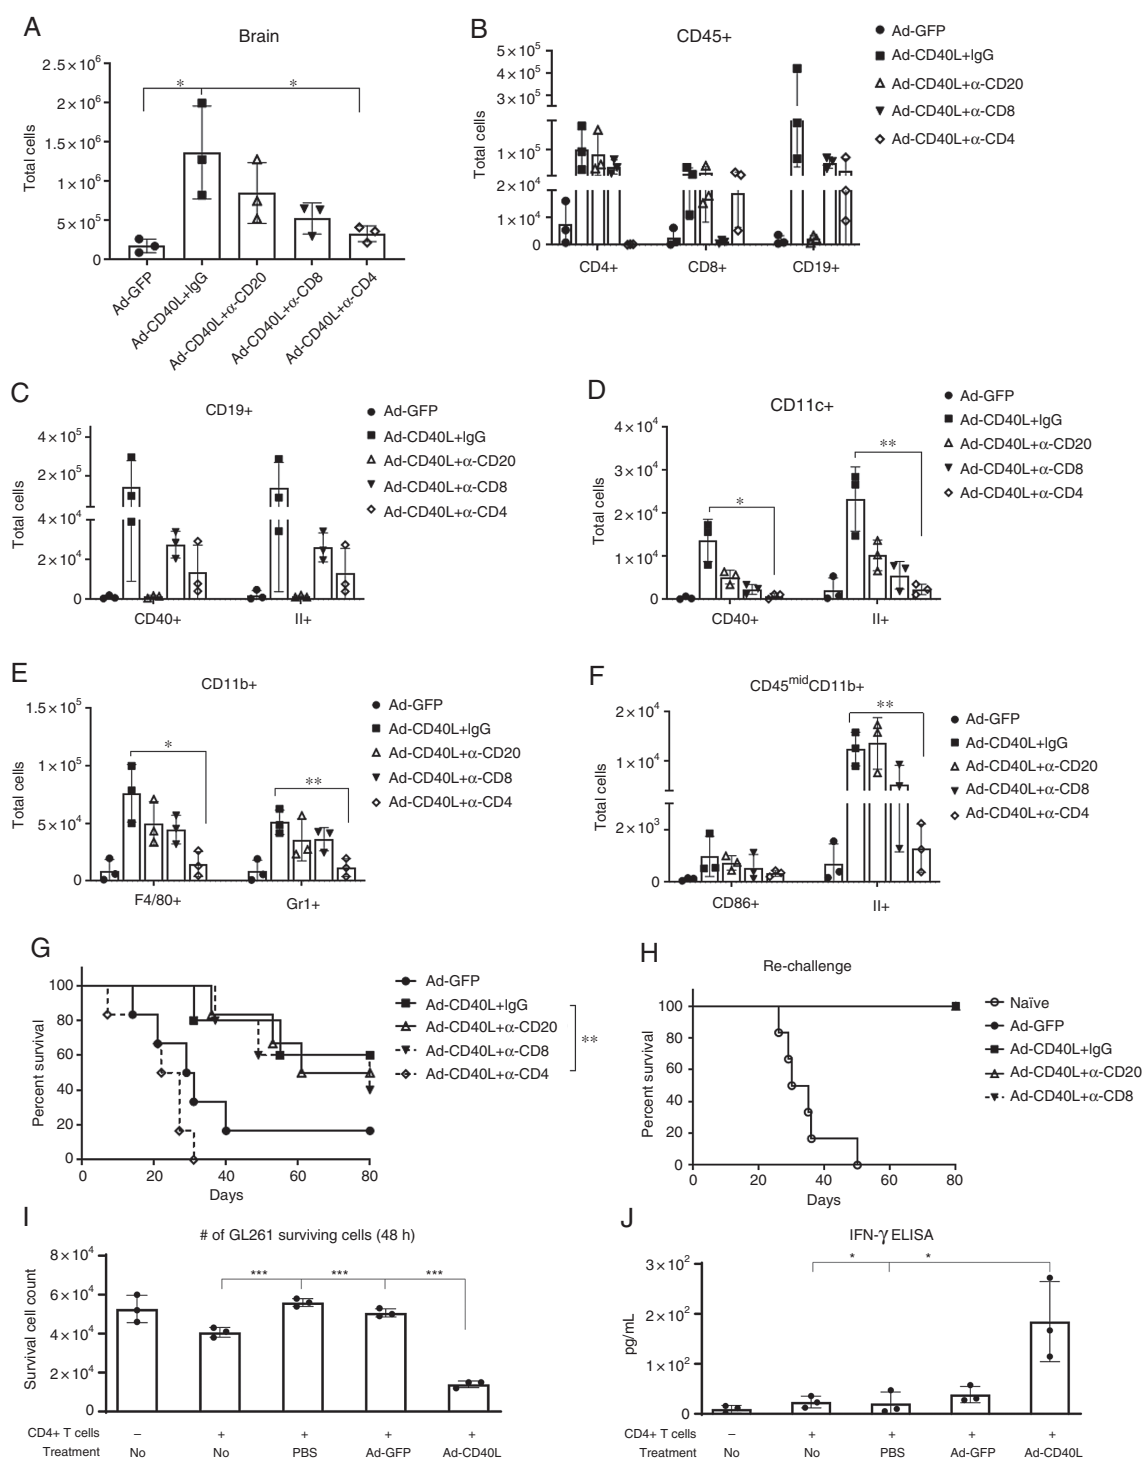 A
Brain
2.5×10⁶
2×10⁶
1.5×10⁶
1×10⁶
5×10⁵
0
Total cells
*
*
Ad-GFP
Ad-CD40L+IgG
Ad-CD40L+α-CD20
Ad-CD40L+α-CD8
Ad-CD40L+α-CD4
B
CD45+
5×10⁵
4×10⁵
3×10⁵
1×10⁵
2×10⁴
1×10⁴
0
Total cells
CD4+
CD8+
CD19+
Ad-GFP
Ad-CD40L+IgG
Ad-CD40L+α-CD20
Ad-CD40L+α-CD8
Ad-CD40L+α-CD4
C
CD19+
4×10⁵
2×10⁵
4×10⁴
2×10⁴
0
Total cells
CD40+
II+
Ad-GFP
Ad-CD40L+IgG
Ad-CD40L+α-CD20
Ad-CD40L+α-CD8
Ad-CD40L+α-CD4
D
CD11c+
4×10⁴
3×10⁴
2×10⁴
1×10⁴
0
Total cells
*
**
CD40+
II+
Ad-GFP
Ad-CD40L+IgG
Ad-CD40L+α-CD20
Ad-CD40L+α-CD8
Ad-CD40L+α-CD4
E
CD11b+
1.5×10⁵
1×10⁵
5×10⁴
0
Total cells
*
**
F4/80+
Gr1+
Ad-GFP
Ad-CD40L+IgG
Ad-CD40L+α-CD20
Ad-CD40L+α-CD8
Ad-CD40L+α-CD4
F
CD45ᵐⁱᵈCD11b+
2×10⁴
1×10⁴
2×10³
0
Total cells
**
CD86+
II+
Ad-GFP
Ad-CD40L+IgG
Ad-CD40L+α-CD20
Ad-CD40L+α-CD8
Ad-CD40L+α-CD4
G
100
80
60
40
20
0
Percent survival
0 20 40 60 80
Days
Ad-GFP
Ad-CD40L+IgG
Ad-CD40L+α-CD20
Ad-CD40L+α-CD8
Ad-CD40L+α-CD4
**
H
Re-challenge
100
80
60
40
20
0
Percent survival
0 20 40 60 80
Days
Naïve
Ad-GFP
Ad-CD40L+IgG
Ad-CD40L+α-CD20
Ad-CD40L+α-CD8
I
# of GL261 surviving cells (48 h)
8×10⁴
6×10⁴
4×10⁴
2×10⁴
0
Survival cell count
*** *** ***
CD4+ T cells − + + + +
Treatment No No PBS Ad-GFP Ad-CD40L
J
IFN-γ ELISA
3×10²
2×10²
1×10²
0
pg/mL
* *
CD4+ T cells − + + + +
Treatment No No PBS Ad-GFP Ad-CD40L